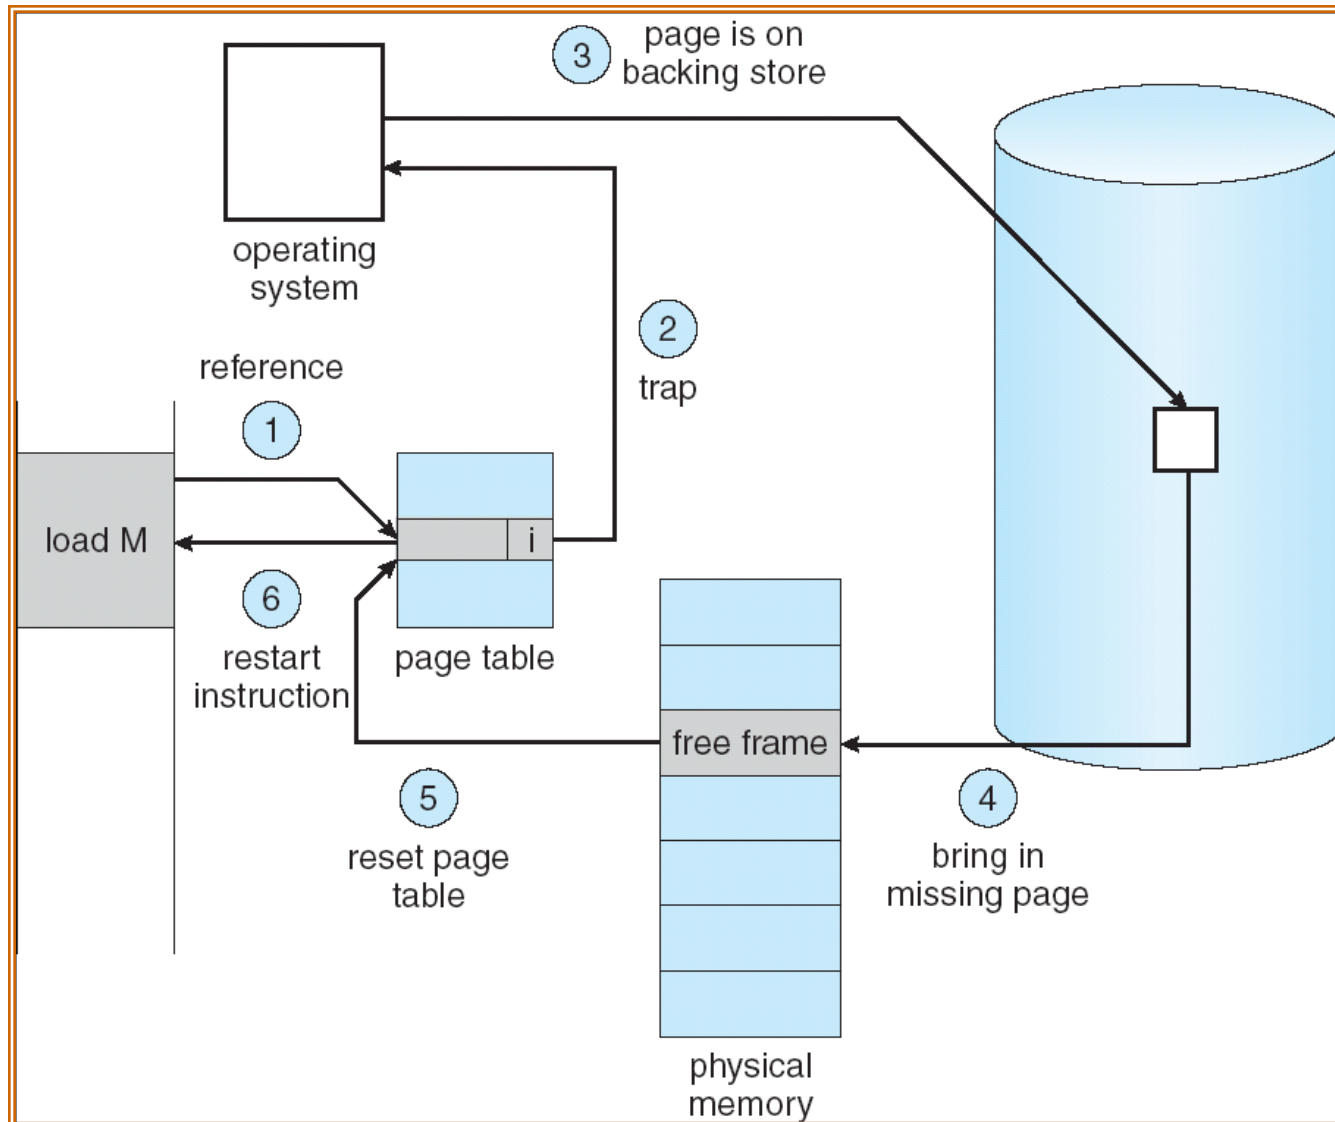 3
page is on
backing store
operating
system
2
trap
reference
1
load M
i
6
restart
instruction
page table
free frame
5
reset page
table
4
bring in
missing page
physical
memory